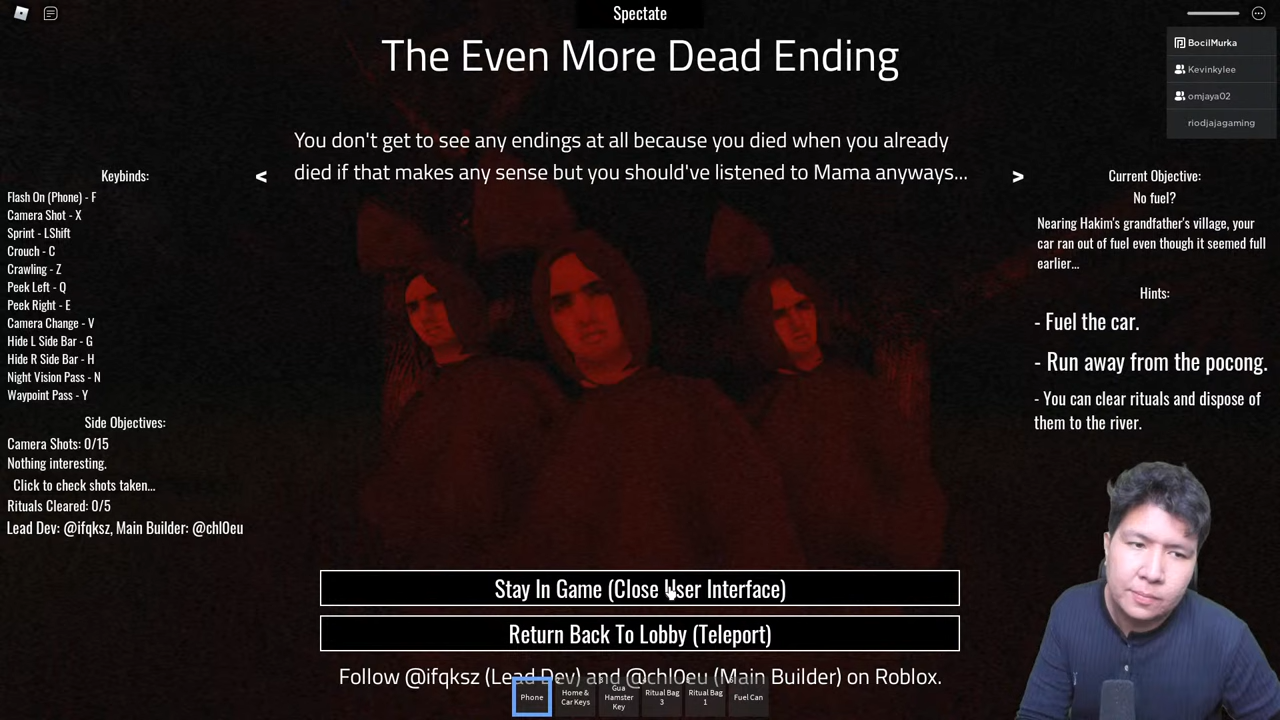 Spectate
The Even More Dead Ending
You don't get to see any endings at all because you died when you already
died if that makes any sense but you should've listened to Mama anyways...
<
>
BocilMurka
Kevinkylee
omjaya02
riodjajagaming
Keybinds:
Flash On (Phone) - F
Camera Shot - X
Sprint - LShift
Crouch - C
Crawling - Z
Peek Left - Q
Peek Right - E
Camera Change - V
Hide L Side Bar - G
Hide R Side Bar - H
Night Vision Pass - N
Waypoint Pass - Y
Side Objectives:
Camera Shots: 0/15
Nothing interesting.
Click to check shots taken...
Rituals Cleared: 0/5
Lead Dev: @ifqksz, Main Builder: @chl0eu
Current Objective:
No fuel?
Nearing Hakim's grandfather's village, your
car ran out of fuel even though it seemed full
earlier...
Hints:
- Fuel the car.
- Run away from the pocong.
- You can clear rituals and dispose of
them to the river.
Stay In Game (Close User Interface)
Return Back To Lobby (Teleport)
Follow @ifqksz (Lead Dev) and @chl0eu (Main Builder) on Roblox.
Phone
Home &
Car Keys
Gua
Hamster
Key
Ritual Bag
3
Ritual Bag
1
Fuel Can